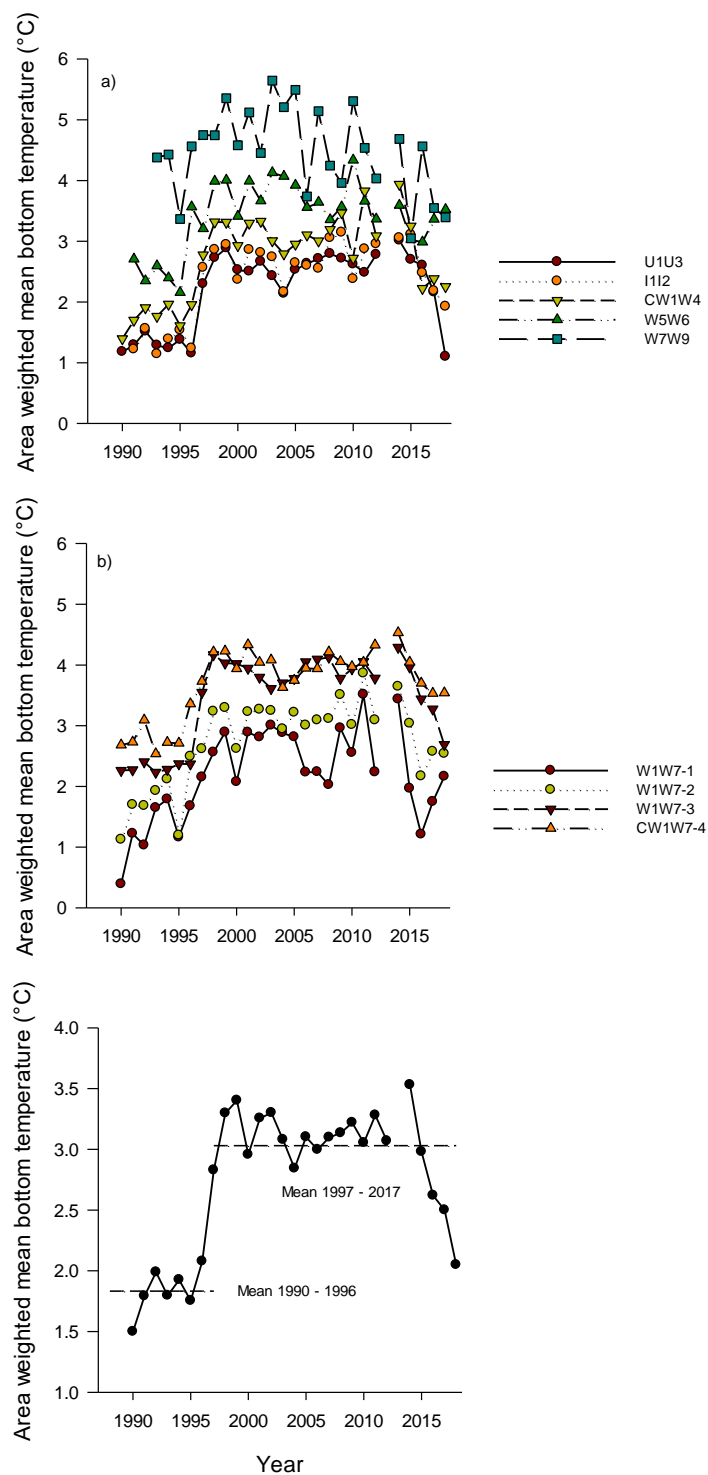 Area weighted mean bottom temperature (°C)
a)
6
5
4
3
2
1
0
1990 1995 2000 2005 2010 2015
U1U3
I1I2
CW1W4
W5W6
W7W9
Area weighted mean bottom temperature (°C)
b)
6
5
4
3
2
1
0
1990 1995 2000 2005 2010 2015
W1W7-1
W1W7-2
W1W7-3
CW1W7-4
Area weighted mean bottom temperature (°C)
4.0
3.5
3.0
2.5
2.0
1.5
1.0
Mean 1997 - 2017
Mean 1990 - 1996
1990 1995 2000 2005 2010 2015
Year